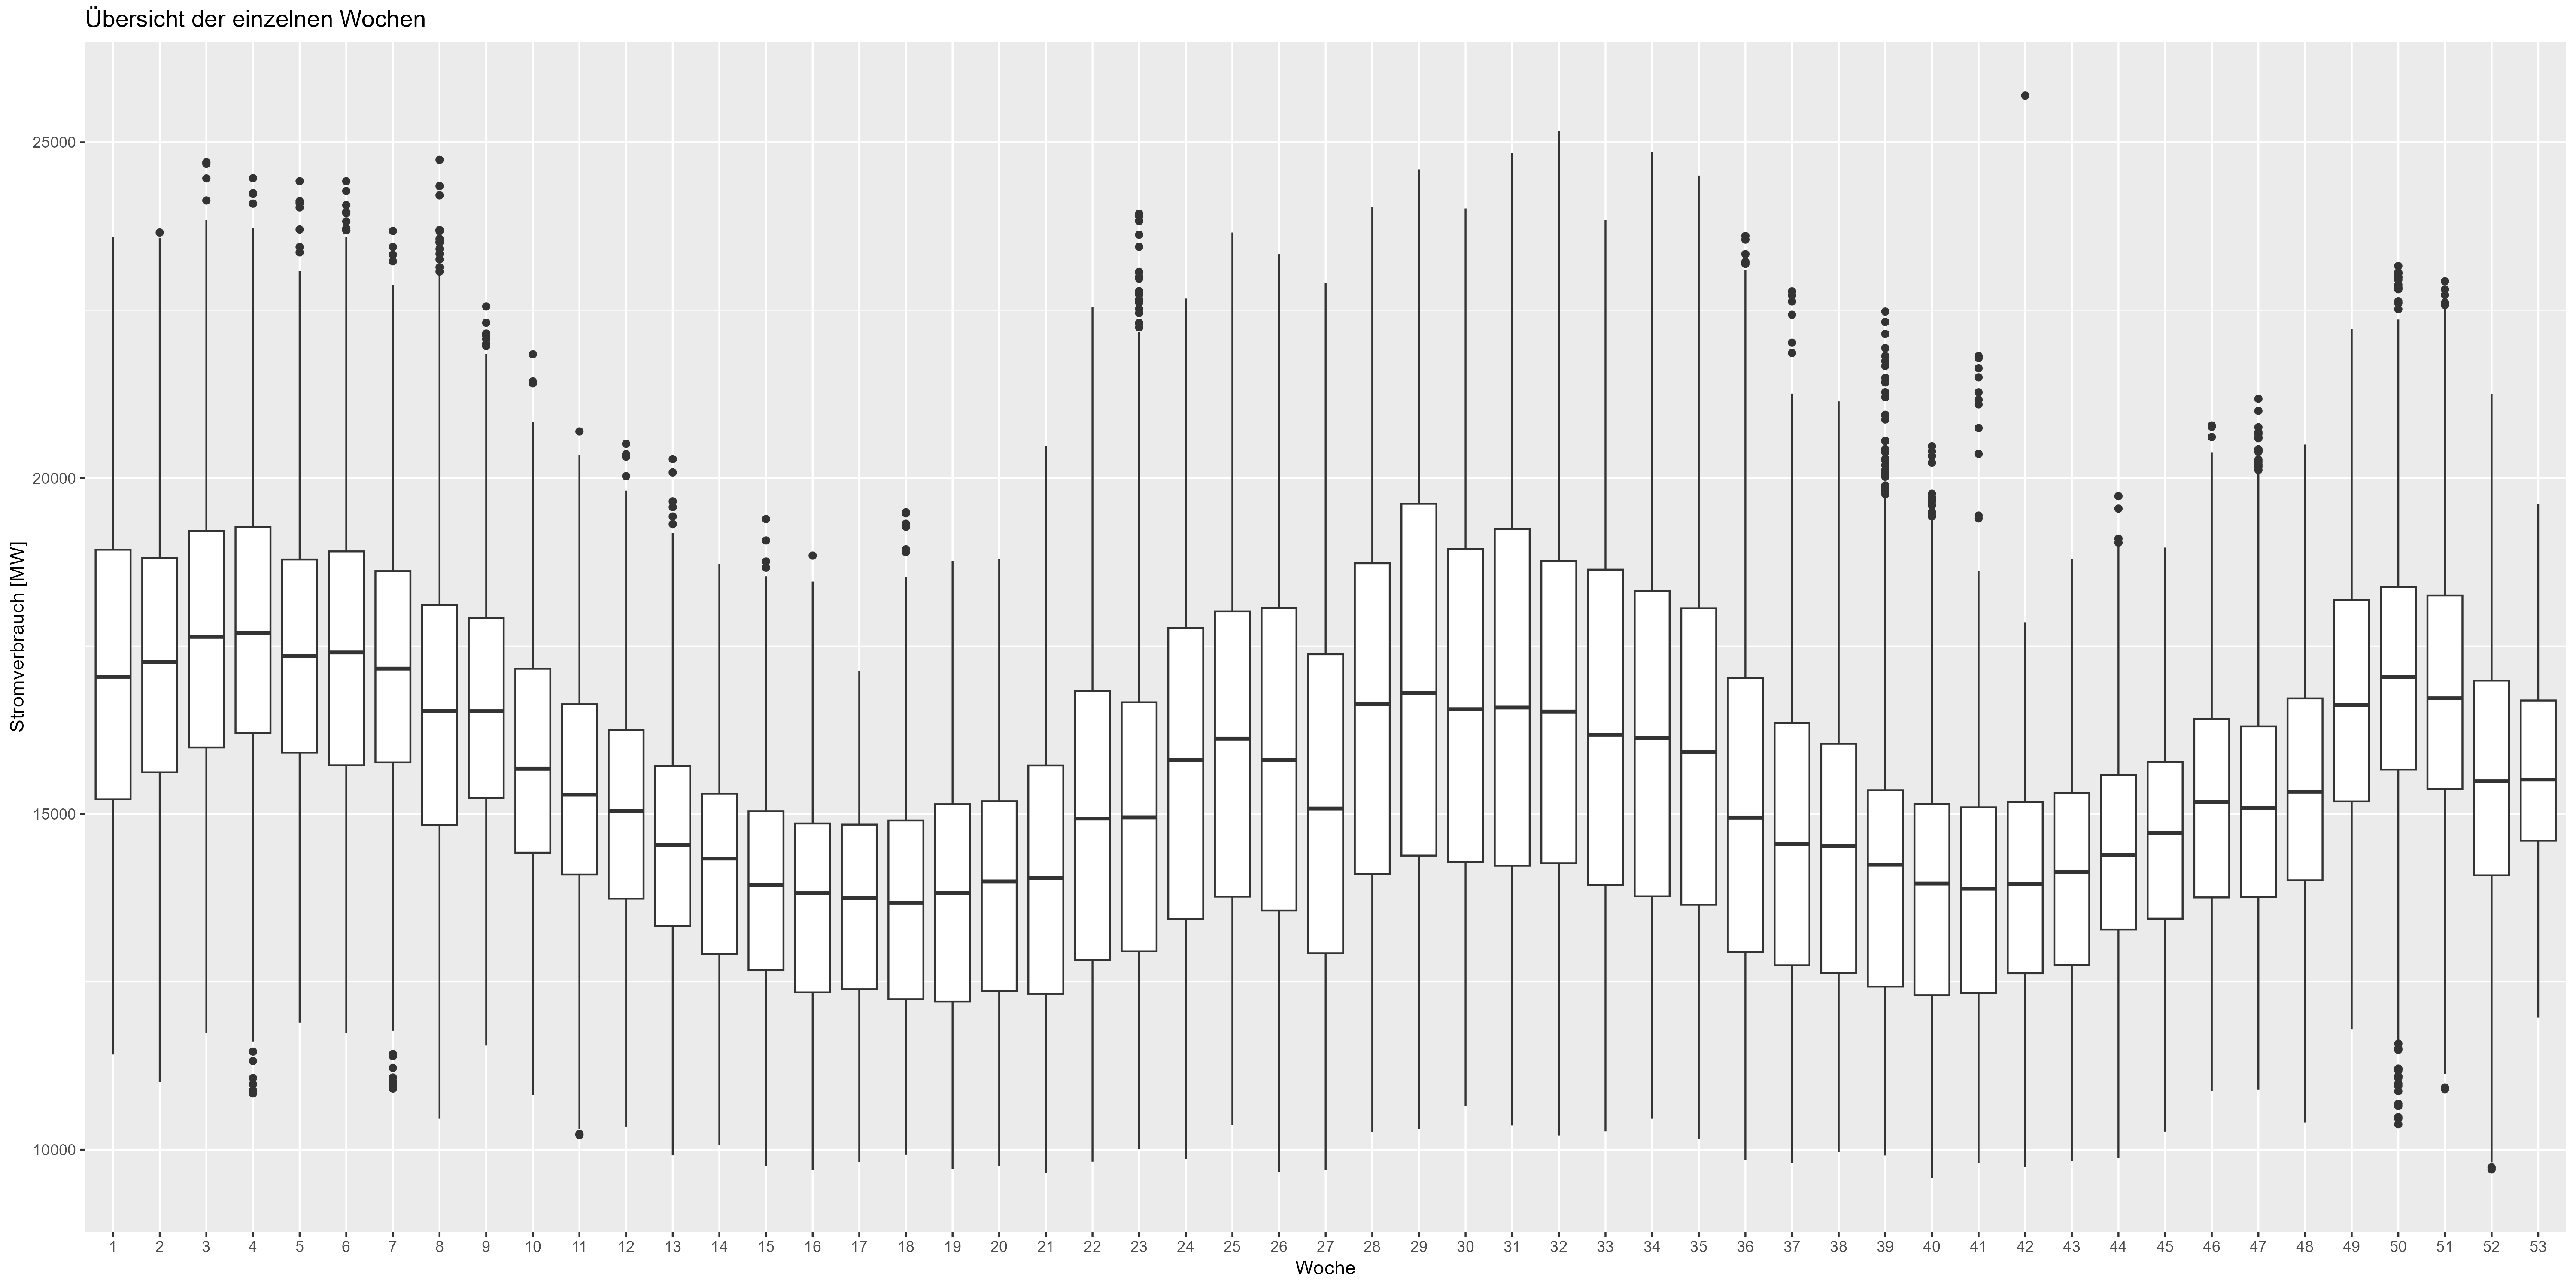 Übersicht der einzelnen Wochen
Stromverbrauch [MW]
25000
20000
15000
10000
1 2 3 4 5 6 7 8 9 10 11 12 13 14 15 16 17 18 19 20 21 22 23 24 25 26 27 28 29 30 31 32 33 34 35 36 37 38 39 40 41 42 43 44 45 46 47 48 49 50 51 52 53
Woche